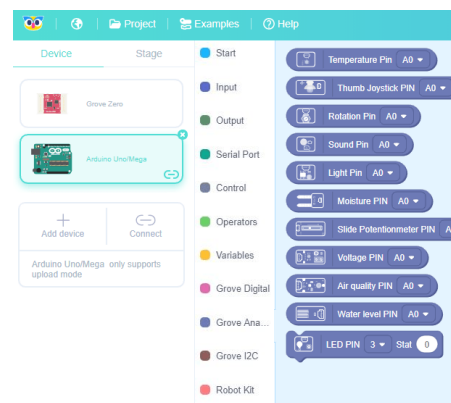 Project
Examples
Help
Device
Stage
Grove Zero
Arduino Uno/Mega
Add device
Connect
Arduino Uno/Mega only supports
upload mode
Start
Input
Output
Serial Port
Control
Operators
Variables
Grove Digital
Grove Ana...
Grove I2C
Robot Kit
Temperature Pin A0
Thumb Joystick PIN A0
Rotation Pin A0
Sound Pin A0
Light Pin A0
Moisture PIN A0
Slide Potentionmeter PIN A
Voltage PIN A0
Air quality PIN A0
Water level PIN A0
LED PIN 3 Stat 0